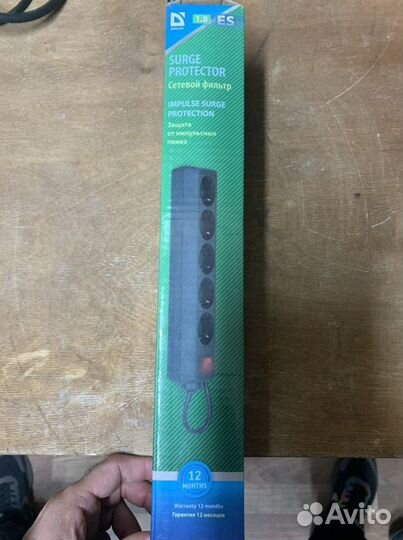 1.8
ES
SURGE
PROTECTOR
Сетевой фильтр
IMPULSE SURGE
PROTECTION
Защита
от импульсных
помех
12
MONTHS
Warranty 12 months
Гарантия 12 месяцев
Avito